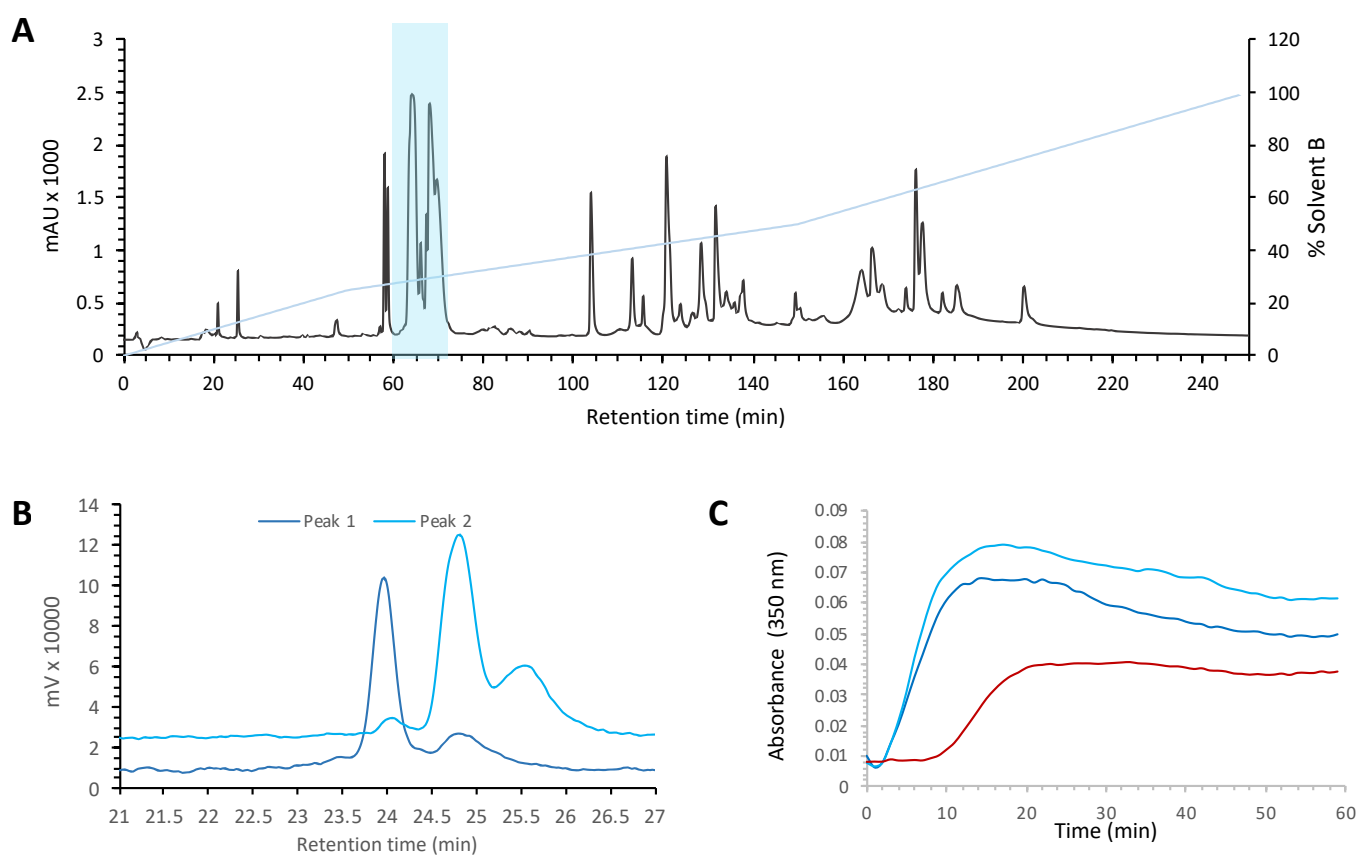 A
3
2.5
2
1.5
1
0.5
0
mAU x 1000
120
100
80
60
40
20
0
% Solvent B
0 20 40 60 80 100 120 140 160 180 200 220 240
Retention time (min)
B
14
12
10
8
6
4
2
0
mV x 10000
Peak 1 Peak 2
21 21.5 22 22.5 23 23.5 24 24.5 25 25.5 26 26.5 27
Retention time (min)
C
0.09
0.08
0.07
0.06
0.05
0.04
0.03
0.02
0.01
0
Absorbance (350 nm)
0 10 20 30 40 50 60
Time (min)